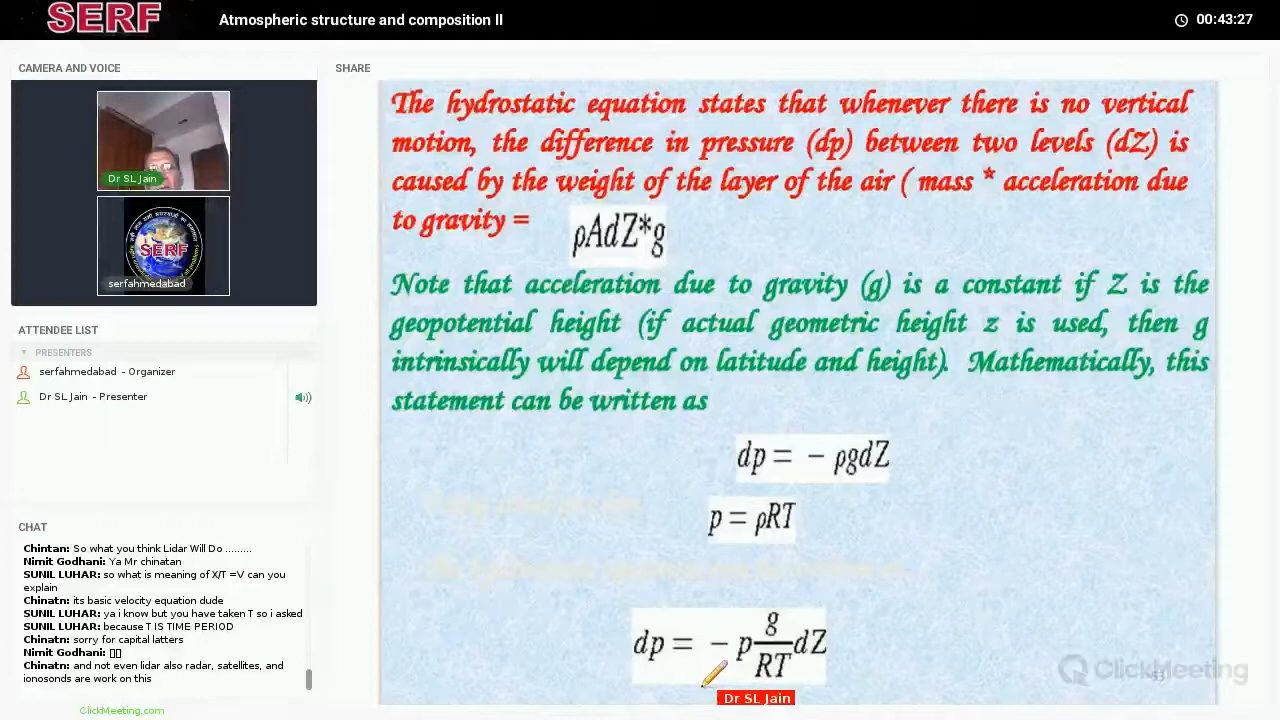 SERF
Atmospheric structure and composition II
00:43:27
CAMERA AND VOICE
Dr SL Jain
SERF
serfahmedabad
ATTENDEE LIST
PRESENTERS
serfahmedabad - Organizer
Dr SL Jain - Presenter
CHAT
Chintan: So what you think Lidar Will Do .........
Nimit Godhani: Ya Mr chinatan
SUNIL LUHAR: so what is meaning of X/T =V can you
explain
Chinatn: its basic velocity equation dude
SUNIL LUHAR: ya i know but you have taken T so i asked
SUNIL LUHAR: because T IS TIME PERIOD
Chinatn: sorry for capital latters
Nimit Godhani:
Chinatn: and not even lidar also radar, satellites, and
ionosonds are work on this
ClickMeeting.com
SHARE
The hydrostatic equation states that whenever there is no vertical
motion, the difference in pressure (dp) between two levels (dZ) is
caused by the weight of the layer of the air ( mass * acceleration due
to gravity = ρAdZ*g
Note that acceleration due to gravity (g) is a constant if Z is the
geopotential height (if actual geometric height z is used, then g
intrinsically will depend on latitude and height). Mathematically, this
statement can be written as
dp = − ρgdZ
p = ρRT
dp = − p g/RT dZ
Dr SL Jain
ClickMeeting